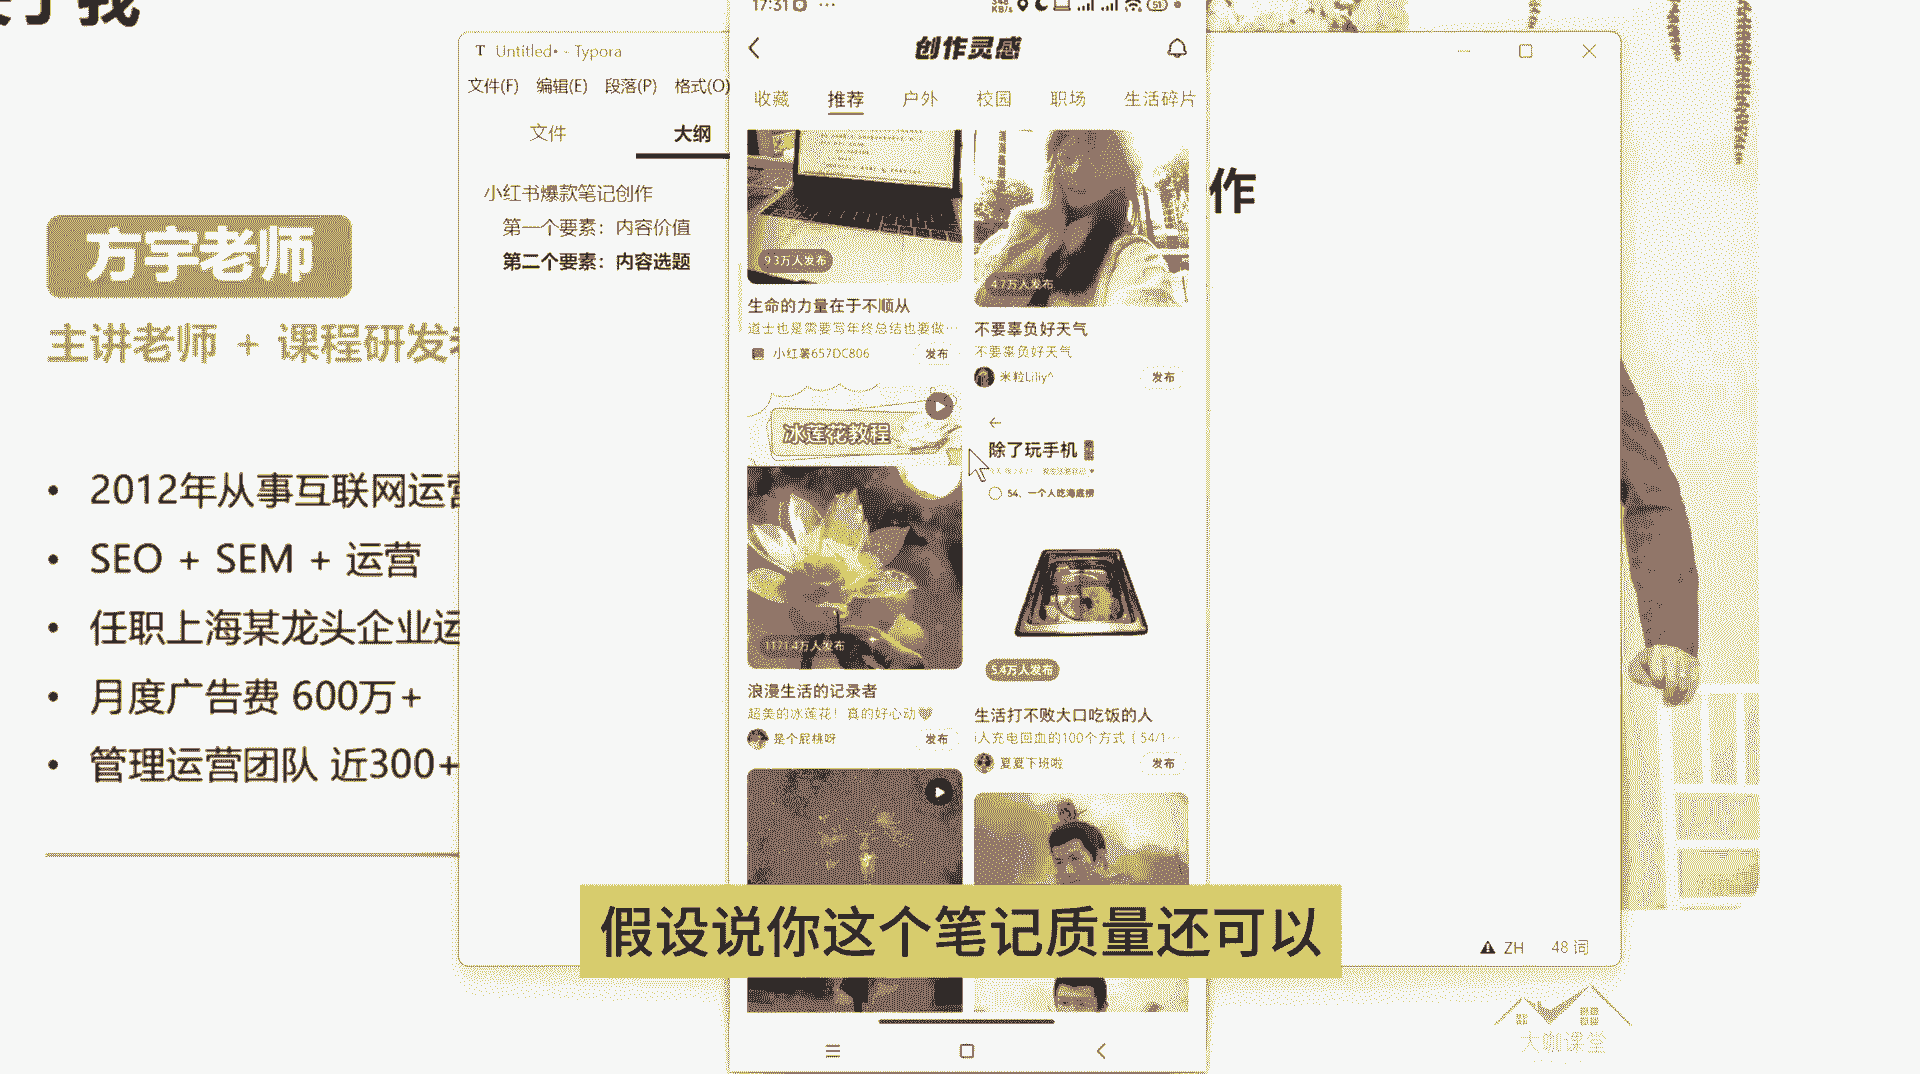 方宇老师
主讲老师 + 课程研发
• 2012年从事互联网运营
• SEO + SEM + 运营
• 任职上海某龙头企业运
• 月度广告费 600万+
• 管理运营团队 近300+
T Untitled• - Typora
文件(F) 编辑(E) 段落(P) 格式(O)
文件 大纲
小红书爆款笔记创作
第一个要素：内容价值
第二个要素：内容选题
作
17:31
KB/s
51
创作灵感
收藏 推荐 户外 校园 职场 生活碎片
93万人发布
生命的力量在于不顺从
道士也是需要写年终总结也要做…
小红薯657DC806 发布
47万人发布
不要辜负好天气
不要辜负好天气
米粒Liliy^ 发布
冰莲花教程
1171.4万人发布
浪漫生活的记录者
超美的冰莲花！真的好心动
是个屁桃呀 发布
除了玩手机
54、一个人吃海底捞
54万人发布
生活打不败大口吃饭的人
i人充电回血的100个方式（54/1…
夏夏下班啦 发布
假设说你这个笔记质量还可以
ZH 48 词
大咖课堂